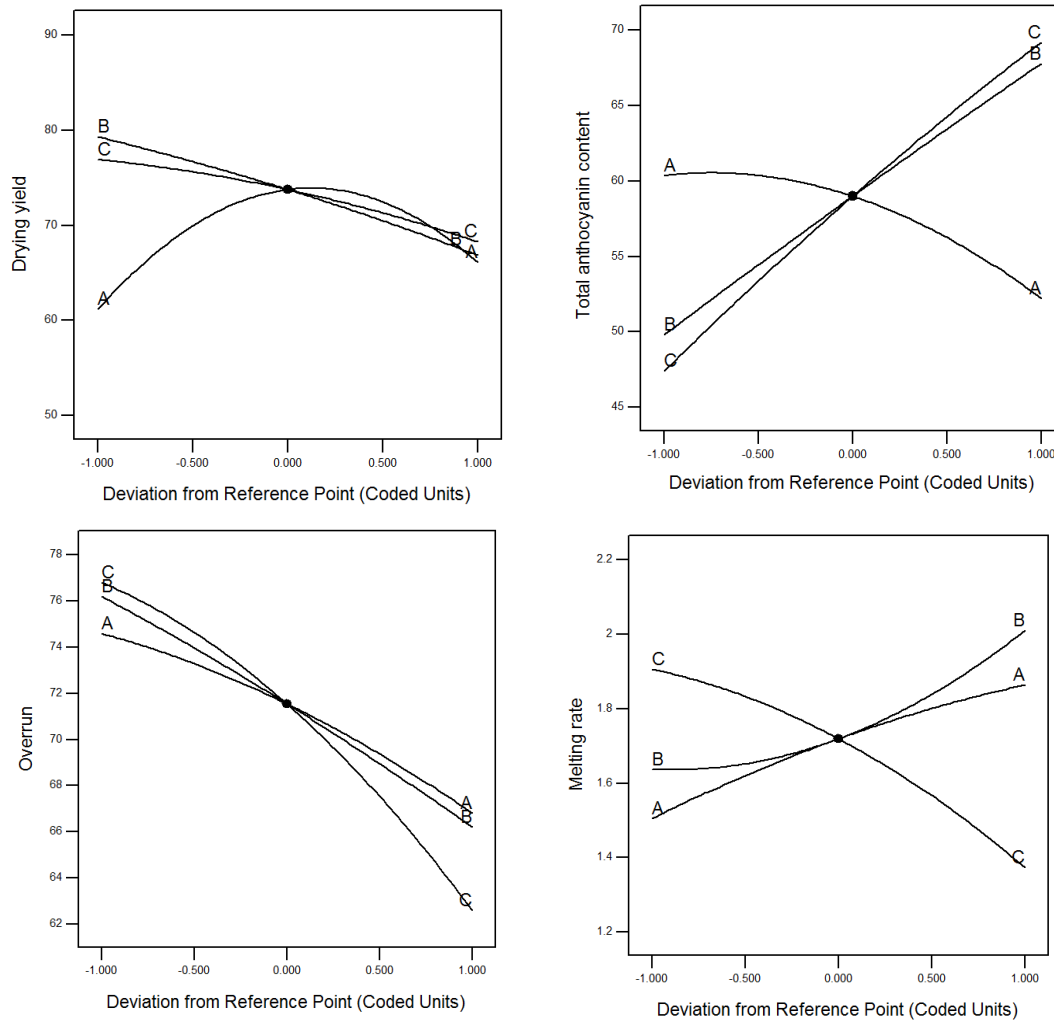 90
80
70
60
50
Drying yield
B
C
A
C
B
A
-1.000 -0.500 0.000 0.500 1.000
Deviation from Reference Point (Coded Units)
70
65
60
55
50
45
Total anthocyanin content
A
B
C
C
B
A
-1.000 -0.500 0.000 0.500 1.000
Deviation from Reference Point (Coded Units)
78
76
74
72
70
68
66
64
62
Overrun
C
B
A
A
B
C
-1.000 -0.500 0.000 0.500 1.000
Deviation from Reference Point (Coded Units)
2.2
2
1.8
1.6
1.4
1.2
Melting rate
C
B
A
B
A
C
-1.000 -0.500 0.000 0.500 1.000
Deviation from Reference Point (Coded Units)